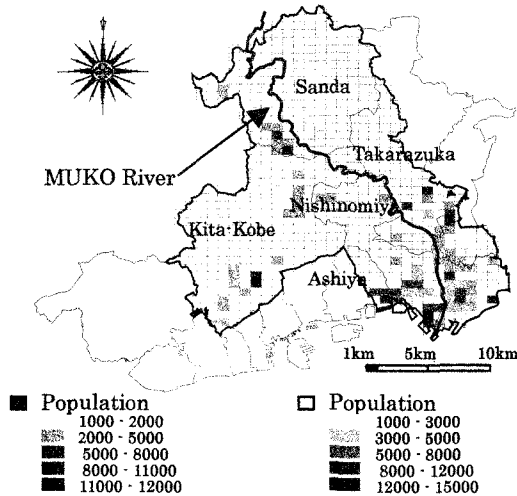 Sanda
Takarazuka
MUKO River
Nishinomiya
Kita-Kobe
Ashiya
1km 5km 10km
Population
1000 - 2000
2000 - 5000
5000 - 8000
8000 - 11000
11000 - 12000
Population
1000 - 3000
3000 - 5000
5000 - 8000
8000 - 12000
12000 - 15000